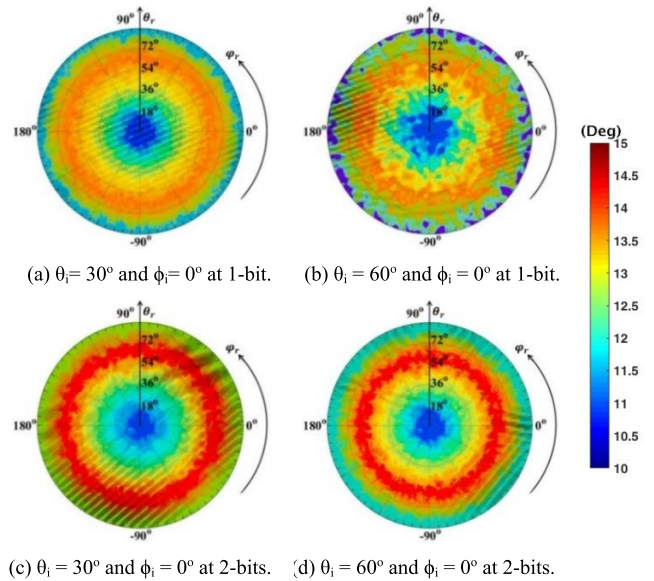 90° θr 90° θr
72° 72°
φr φr
54° 54°
36° 36°
18° 18°
180° 0° 180° 0°
(Deg)
15
14.5
14
13.5
13
12.5
12
11.5
11
10.5
10
-90° -90°
(a) θi= 30° and ϕi= 0° at 1-bit. (b) θi = 60° and ϕi = 0° at 1-bit.
90° θr 90° θr
72° 72°
φr φr
54° 54°
36° 36°
18° 18°
180° 0° 180° 0°
-90° -90°
(c) θi = 30° and ϕi = 0° at 2-bits. (d) θi = 60° and ϕi = 0° at 2-bits.